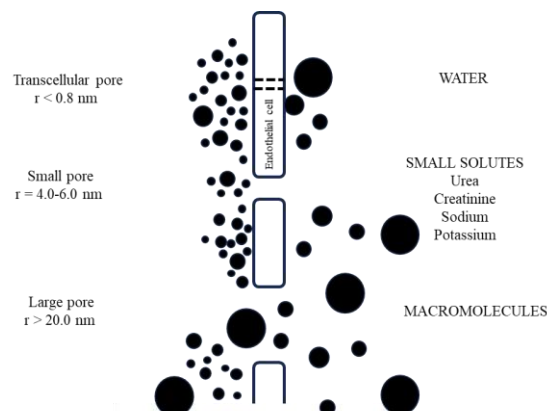 Transcellular pore
r < 0.8 nm
WATER
Endothelial cell
Small pore
r = 4.0-6.0 nm
SMALL SOLUTES
Urea
Creatinine
Sodium
Potassium
Large pore
r > 20.0 nm
MACROMOLECULES